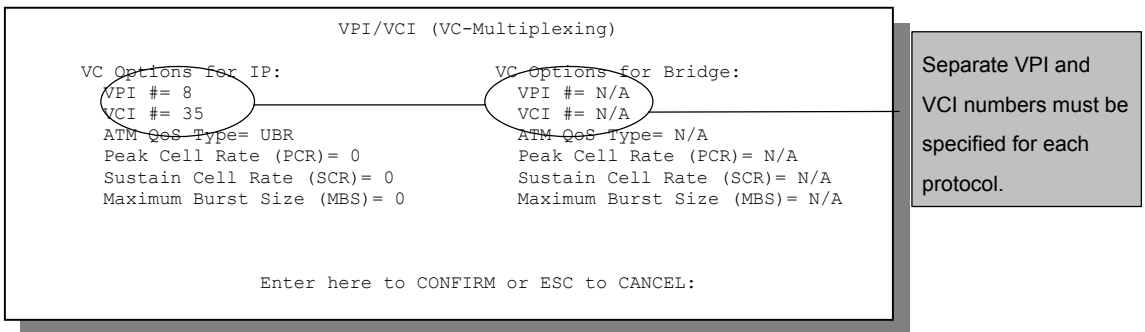 VPI/VCI (VC-Multiplexing)
VC Options for IP:
VPI #= 8
VCI #= 35
ATM QoS Type= UBR
Peak Cell Rate (PCR)= 0
Sustain Cell Rate (SCR)= 0
Maximum Burst Size (MBS)= 0
VC Options for Bridge:
VPI #= N/A
VCI #= N/A
ATM QoS Type= N/A
Peak Cell Rate (PCR)= N/A
Sustain Cell Rate (SCR)= N/A
Maximum Burst Size (MBS)= N/A
Enter here to CONFIRM or ESC to CANCEL:
Separate VPI and
VCI numbers must be
specified for each
protocol.